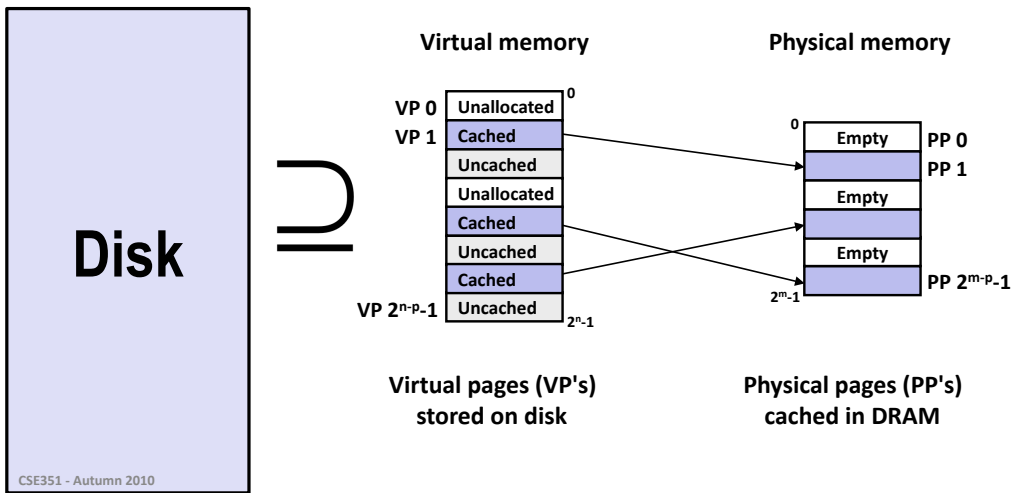 Disk
CSE351 - Autumn 2010
⊇
Virtual memory
0
VP 0 Unallocated
VP 1 Cached
Uncached
Unallocated
Cached
Uncached
Cached
VP 2ⁿ⁻ᵖ-1 Uncached
2ⁿ-1
Virtual pages (VP's)
stored on disk
Physical memory
0
Empty PP 0
PP 1
Empty
Empty
PP 2ᵐ⁻ᵖ-1
2ᵐ-1
Physical pages (PP's)
cached in DRAM